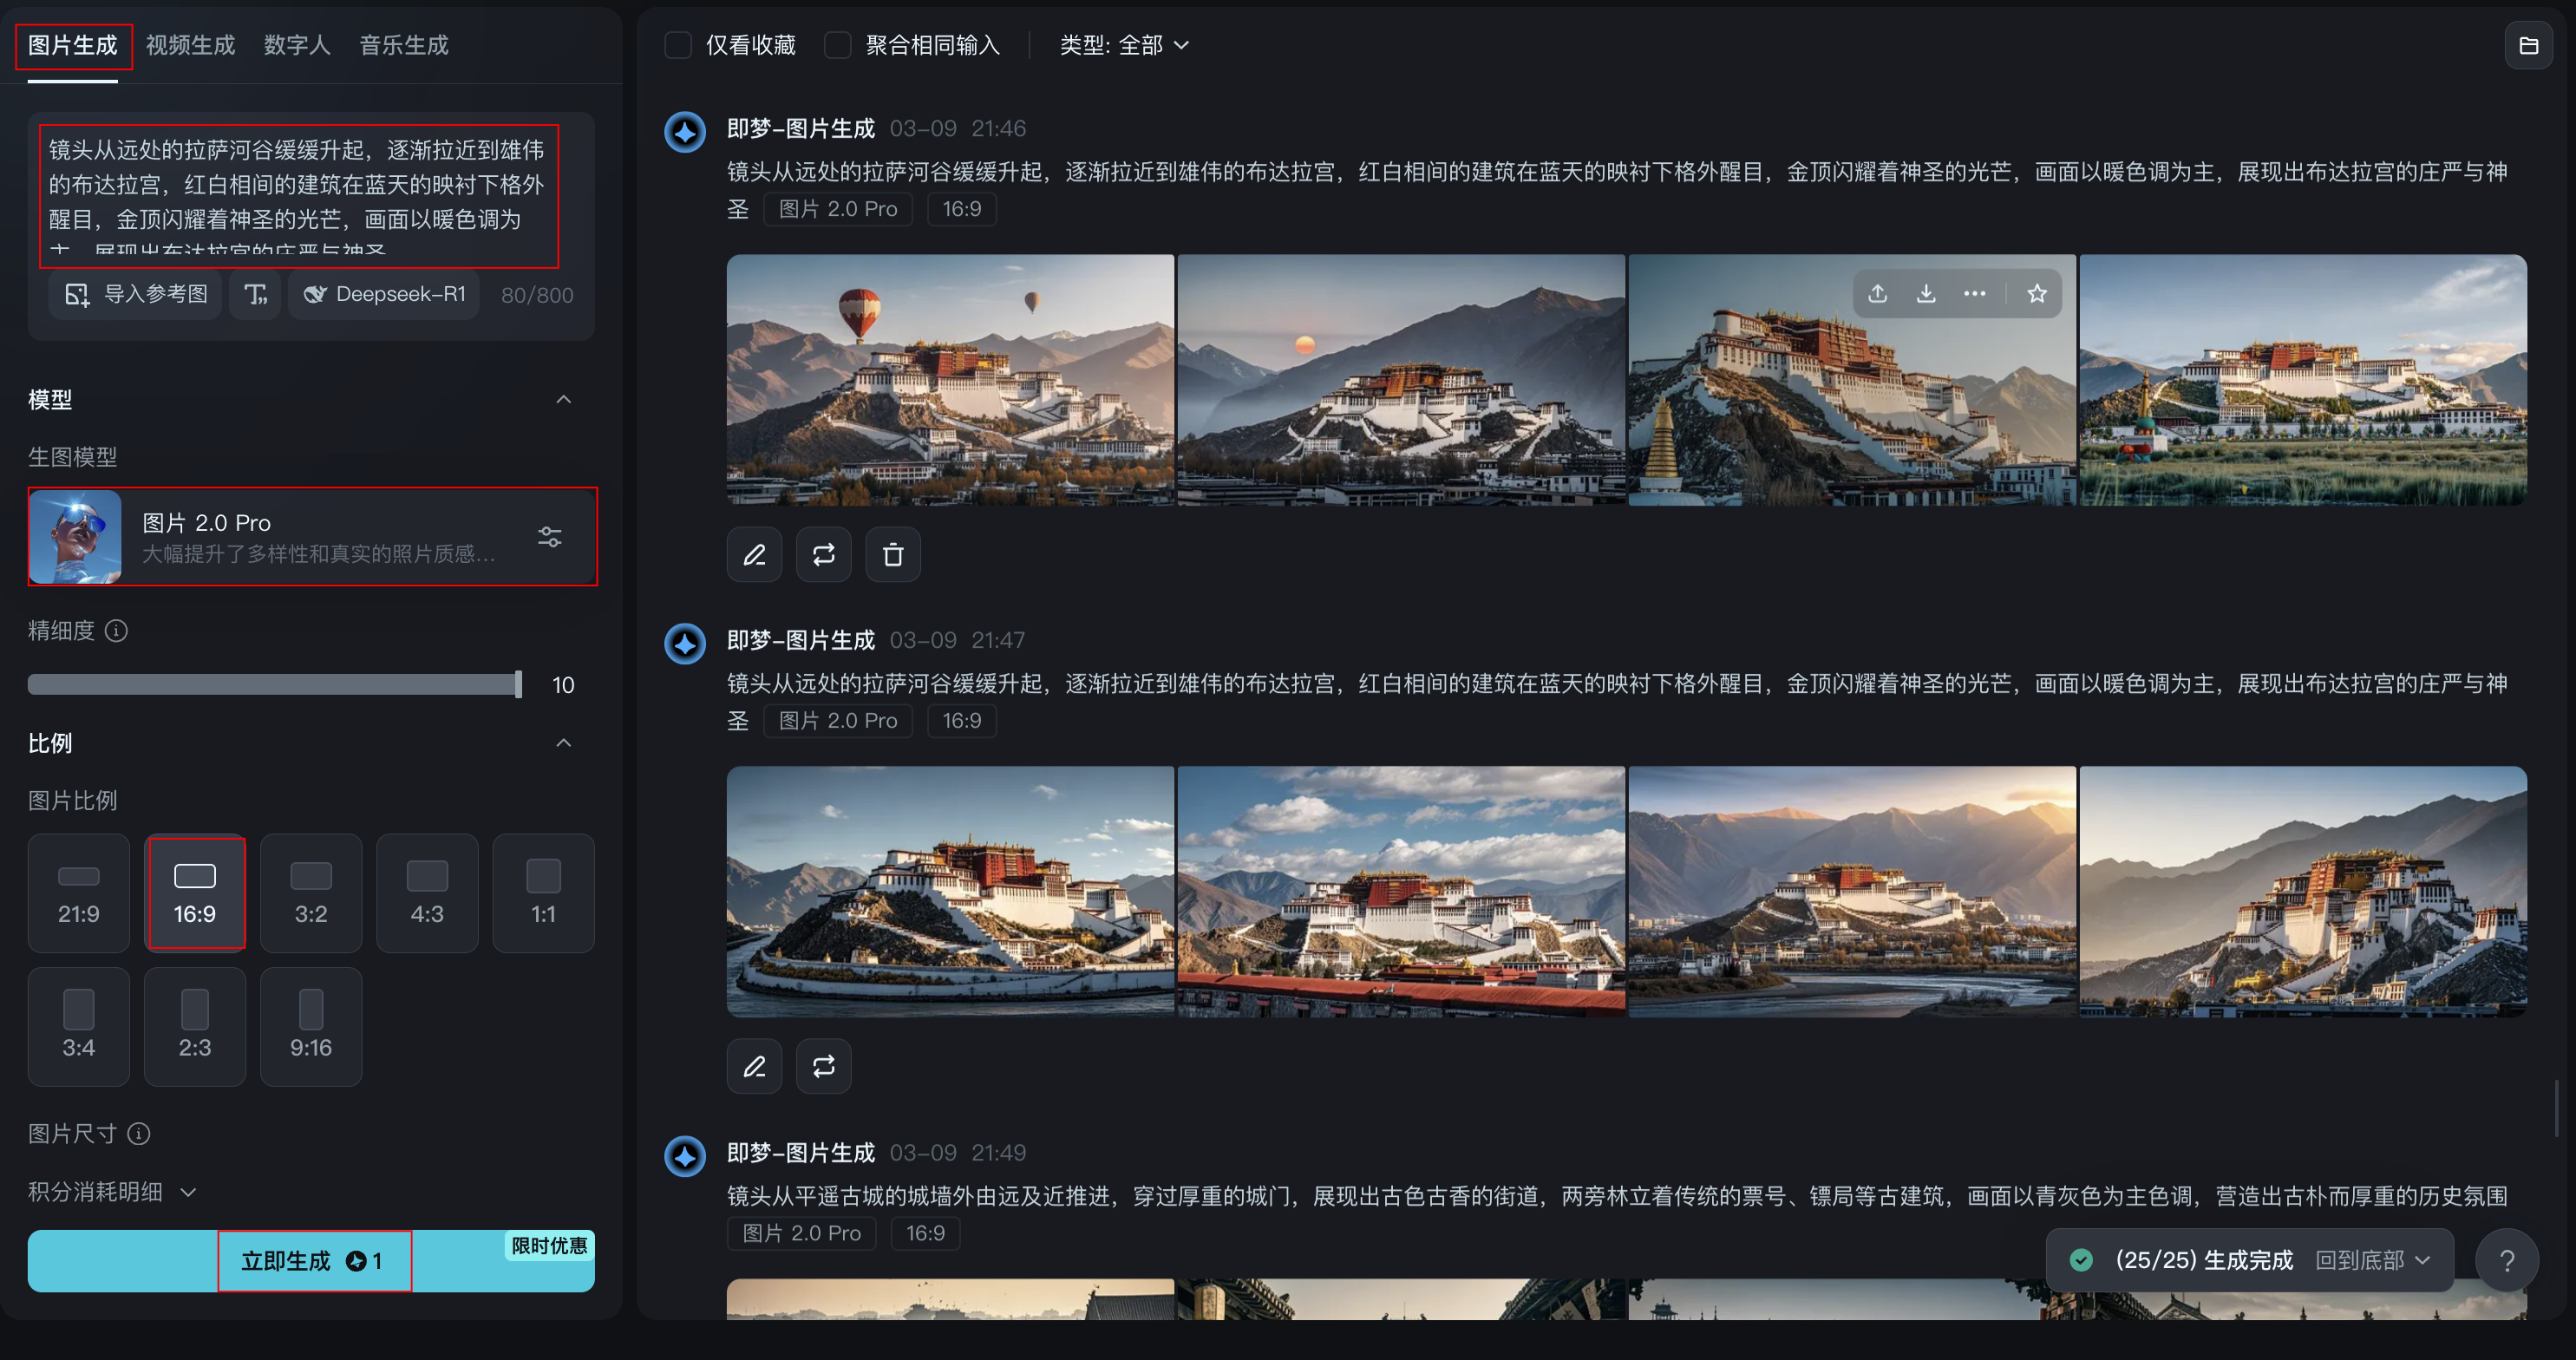 图片生成 视频生成 数字人 音乐生成
镜头从远处的拉萨河谷缓缓升起，逐渐拉近到雄伟
的布达拉宫，红白相间的建筑在蓝天的映衬下格外
醒目，金顶闪耀着神圣的光芒，画面以暖色调为
主，展现出布达拉宫的庄严与神圣
导入参考图 Deepseek-R1 80/800
模型
生图模型
图片 2.0 Pro
大幅提升了多样性和真实的照片质感...
精细度
10
比例
图片比例
21:9 16:9 3:2 4:3 1:1
3:4 2:3 9:16
图片尺寸
积分消耗明细
限时优惠
立即生成 1
仅看收藏 聚合相同输入 类型: 全部
即梦-图片生成 03-09 21:46
镜头从远处的拉萨河谷缓缓升起，逐渐拉近到雄伟的布达拉宫，红白相间的建筑在蓝天的映衬下格外醒目，金顶闪耀着神圣的光芒，画面以暖色调为主，展现出布达拉宫的庄严与神
圣 图片 2.0 Pro 16:9
即梦-图片生成 03-09 21:47
镜头从远处的拉萨河谷缓缓升起，逐渐拉近到雄伟的布达拉宫，红白相间的建筑在蓝天的映衬下格外醒目，金顶闪耀着神圣的光芒，画面以暖色调为主，展现出布达拉宫的庄严与神
圣 图片 2.0 Pro 16:9
即梦-图片生成 03-09 21:49
镜头从平遥古城的城墙外由远及近推进，穿过厚重的城门，展现出古色古香的街道，两旁林立着传统的票号、镖局等古建筑，画面以青灰色为主色调，营造出古朴而厚重的历史氛围
图片 2.0 Pro 16:9
(25/25) 生成完成 回到底部
?